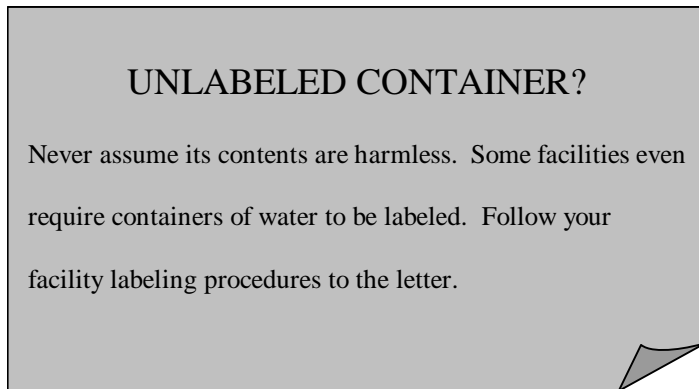 UNLABELED CONTAINER?
Never assume its contents are harmless.  Some facilities even
require containers of water to be labeled.  Follow your
facility labeling procedures to the letter.